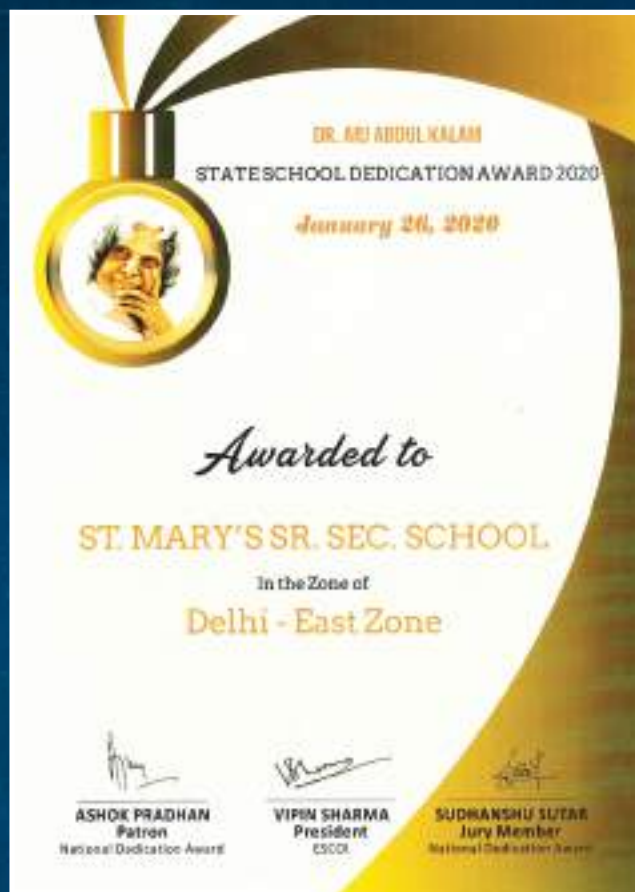 DR. APJ ABDUL KALAM
STATE SCHOOL DEDICATION AWARD 2020
January 26, 2020
Awarded to
ST. MARY'S SR. SEC. SCHOOL
In the Zone of
Delhi - East Zone
ASHOK PRADHAN
Patron
National Dedication Award
VIPIN SHARMA
President
ESCCI
SUDHANSHU SUTAR
Jury Member
National Dedication Award